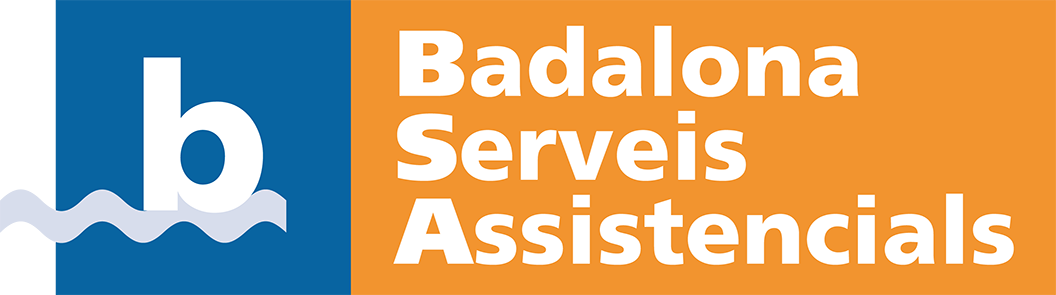 b
Badalona
Serveis
Assistencials